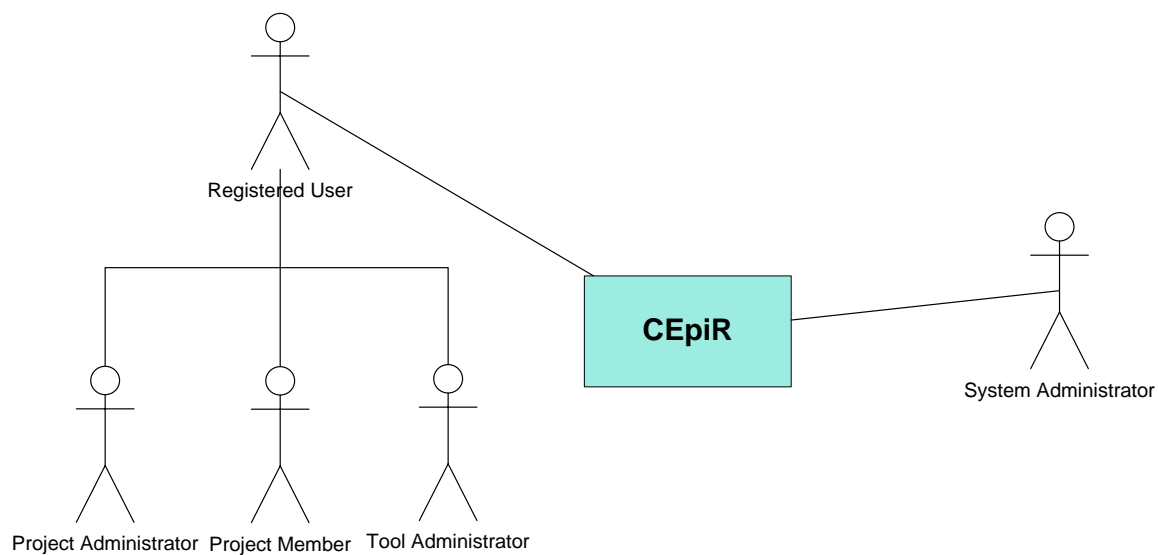 Registered User
CEpiR
System Administrator
Project Administrator
Project Member
Tool Administrator